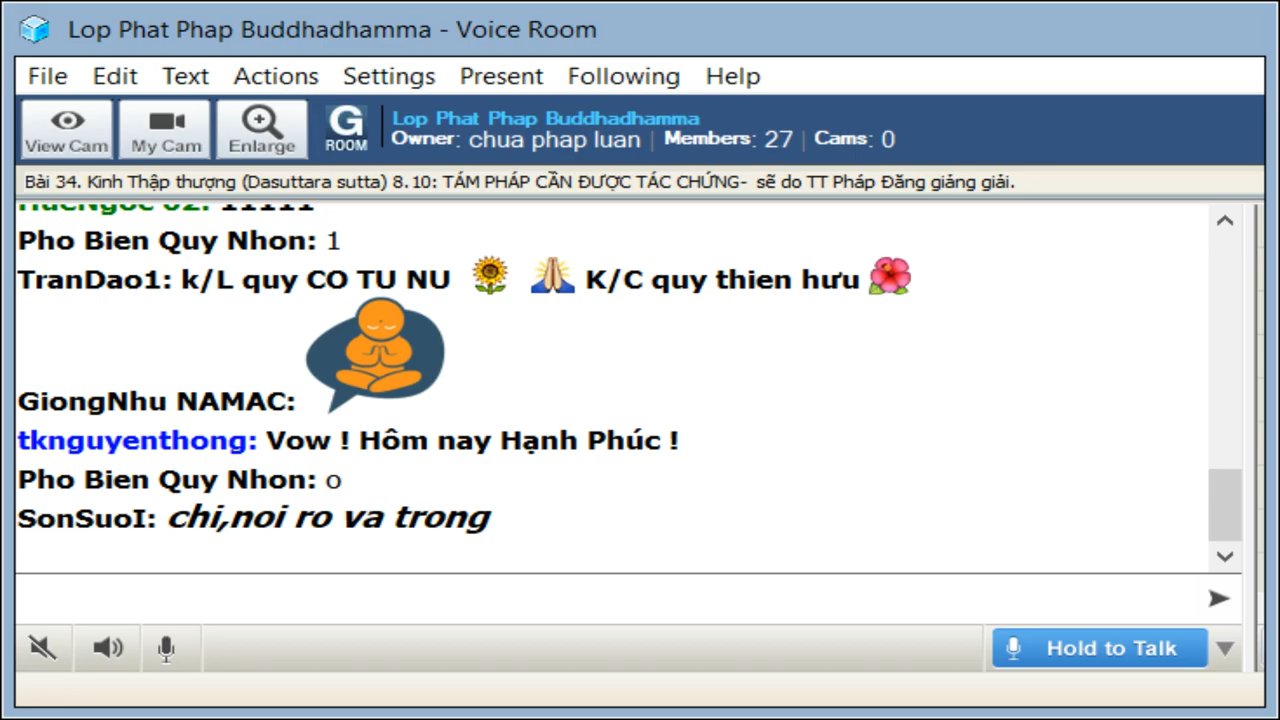 Lop Phat Phap Buddhadhamma - Voice Room
File Edit Text Actions Settings Present Following Help
View Cam My Cam Enlarge G ROOM
Lop Phat Phap Buddhadhamma
Owner: chua phap luan | Members: 27 | Cams: 0
Bài 34. Kinh Thập thượng (Dasuttara sutta) 8.10: TÁM PHÁP CẦN ĐƯỢC TÁC CHỨNG- sẽ do TT Pháp Đăng giảng giải.
HueNgoc 02: 11111
Pho Bien Quy Nhon: 1
TranDao1: k/L quy CO TU NU 🌻 🙏 K/C quy thien hưu 🌺
GiongNhu NAMAC:
tknguyenthong: Vow ! Hôm nay Hạnh Phúc !
Pho Bien Quy Nhon: o
SonSuoI: chi,noi ro va trong
Hold to Talk